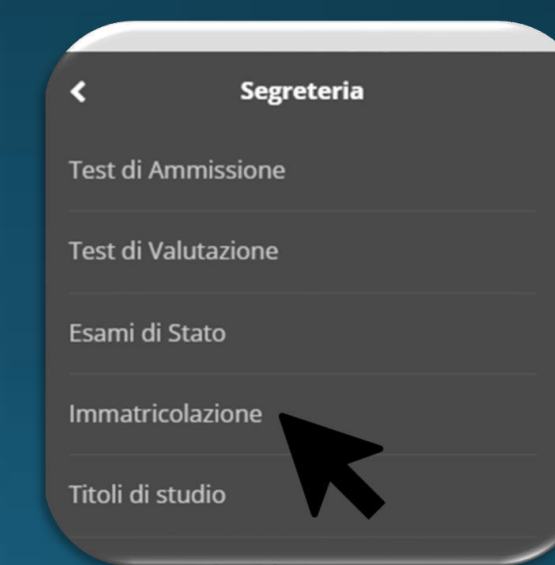 Segreteria
Test di Ammissione
Test di Valutazione
Esami di Stato
Immatricolazione
Titoli di studio